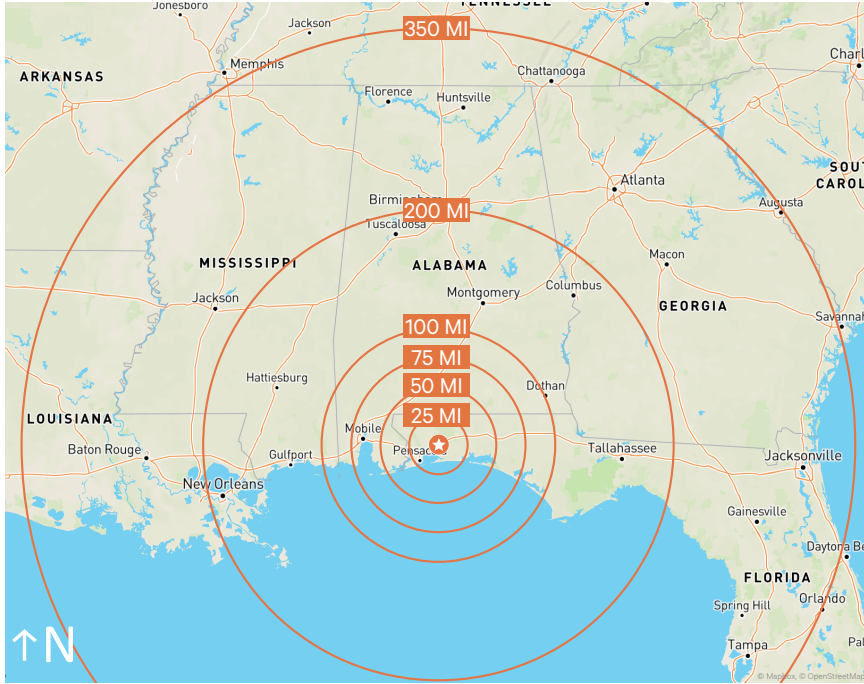 Jonesboro
TENNESSEE
Jackson
350 MI
Memphis
Charl
Chattanooga
ARKANSAS
Florence
Huntsville
Atlanta
SOUT
CAROL
Birmingham
Augusta
200 MI
Tuscaloosa
Macon
MISSISSIPPI
ALABAMA
Columbus
Montgomery
Jackson
GEORGIA
Savannah
100 MI
75 MI
Hattiesburg
50 MI
Dothan
25 MI
LOUISIANA
Mobile
Baton Rouge
Gulfport
Pensac
Tallahassee
Jacksonville
New Orleans
Gainesville
Daytona Be
FLORIDA
Orlando
Spring Hill
Tampa
Pal
↑N
© Mapbox, © OpenStreetMap